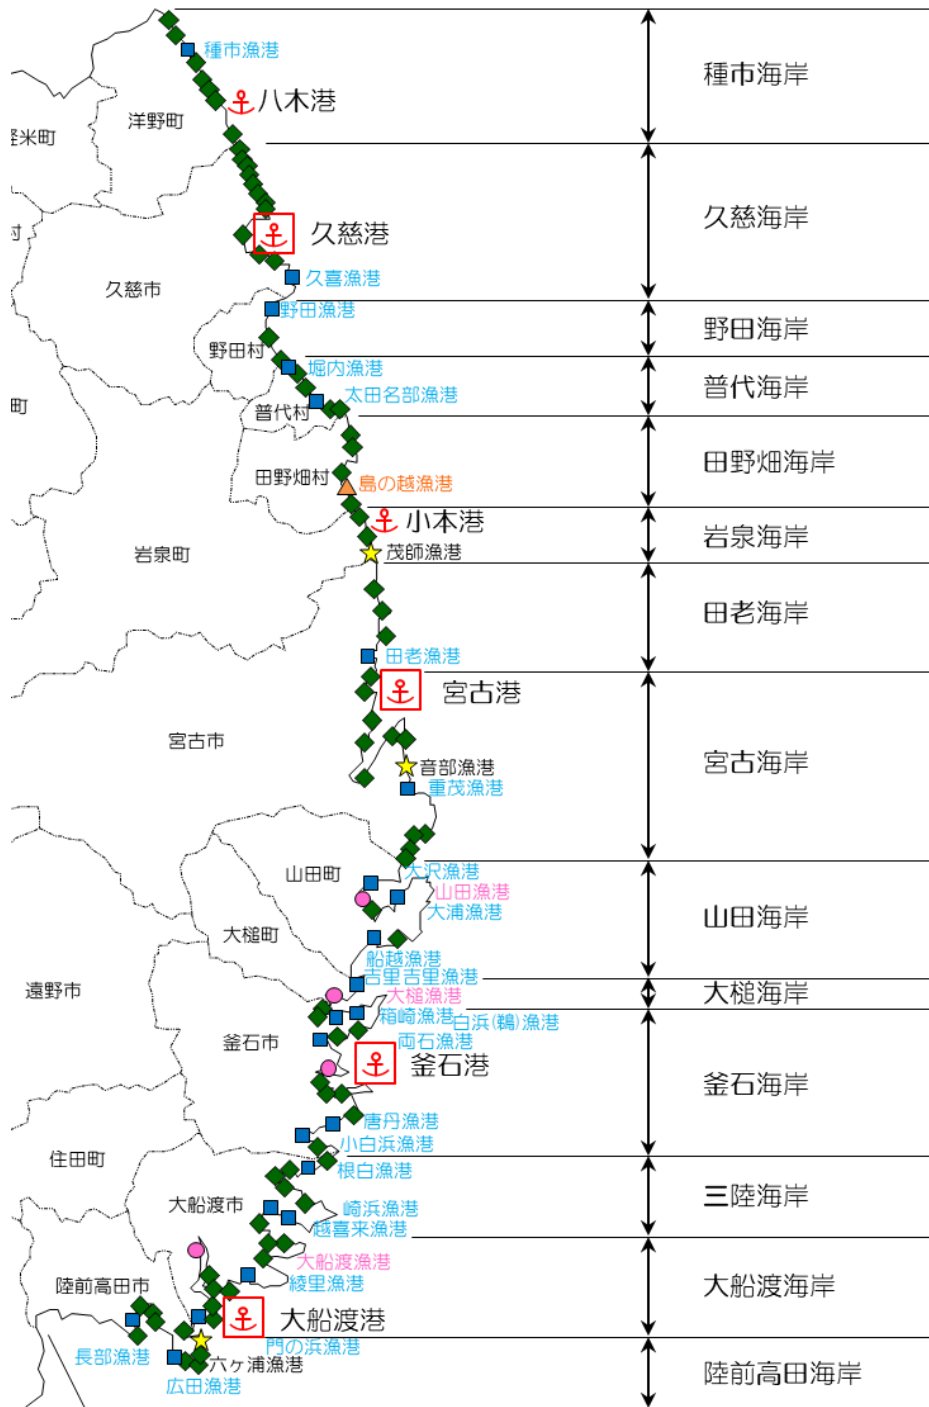 種市漁港
種市海岸
八木港
洋野町
軽米町
久慈海岸
村
久慈港
久喜漁港
久慈市
野田漁港
野田海岸
野田村
堀内漁港
普代海岸
太田名部漁港
町
普代村
田野畑海岸
田野畑村
島の越漁港
小本港
岩泉海岸
茂師漁港
岩泉町
田老海岸
田老漁港
宮古港
宮古市
宮古海岸
音部漁港
重茂漁港
大沢漁港
山田町
山田漁港
大浦漁港
山田海岸
大槌町
船越漁港
吉里吉里漁港
遠野市
大槌漁港
大槌海岸
箱崎漁港
白浜(鵜)漁港
釜石市
両石漁港
釜石港
釜石海岸
唐丹漁港
小白浜漁港
住田町
根白漁港
三陸海岸
大船渡市
崎浜漁港
越喜来漁港
大船渡漁港
綾里漁港
大船渡海岸
陸前高田市
大船渡港
門の浜漁港
長部漁港
六ヶ浦漁港
広田漁港
陸前高田海岸